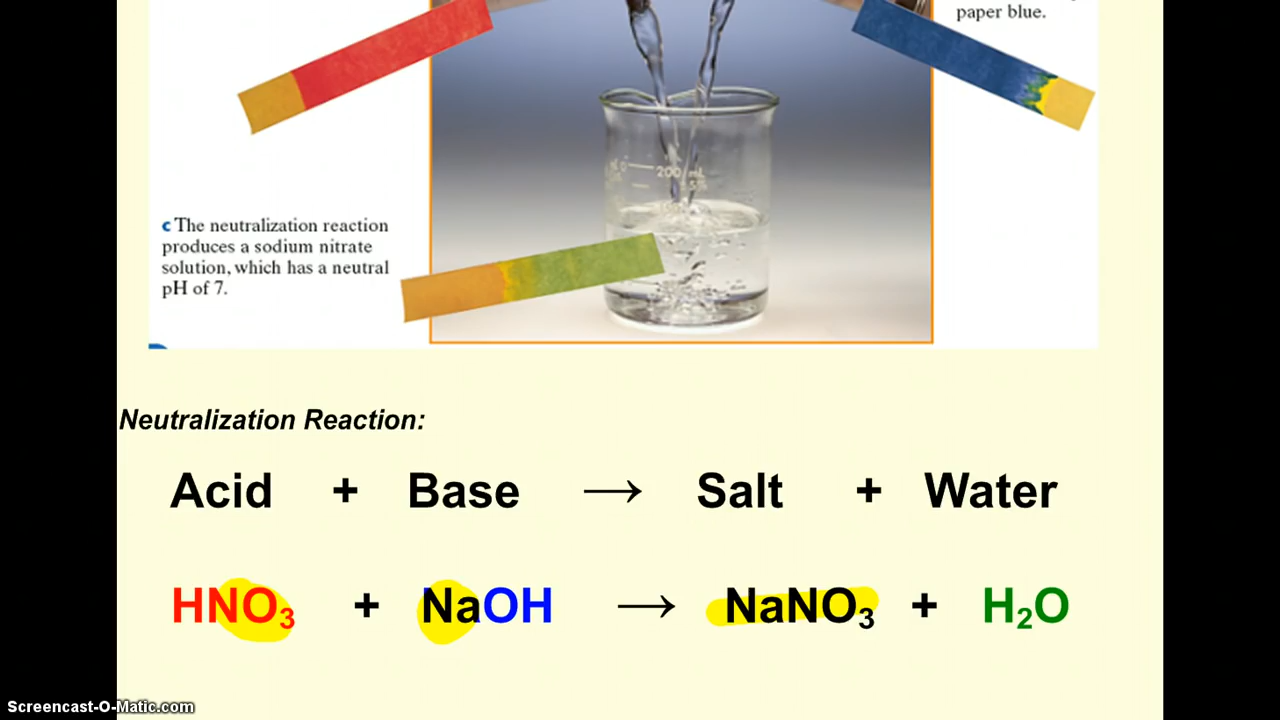 paper blue.
200 mL
c The neutralization reaction
produces a sodium nitrate
solution, which has a neutral
pH of 7.
Neutralization Reaction:
Acid + Base → Salt + Water
HNO₃ + NaOH → NaNO₃ + H₂O
Screencast-O-Matic.com